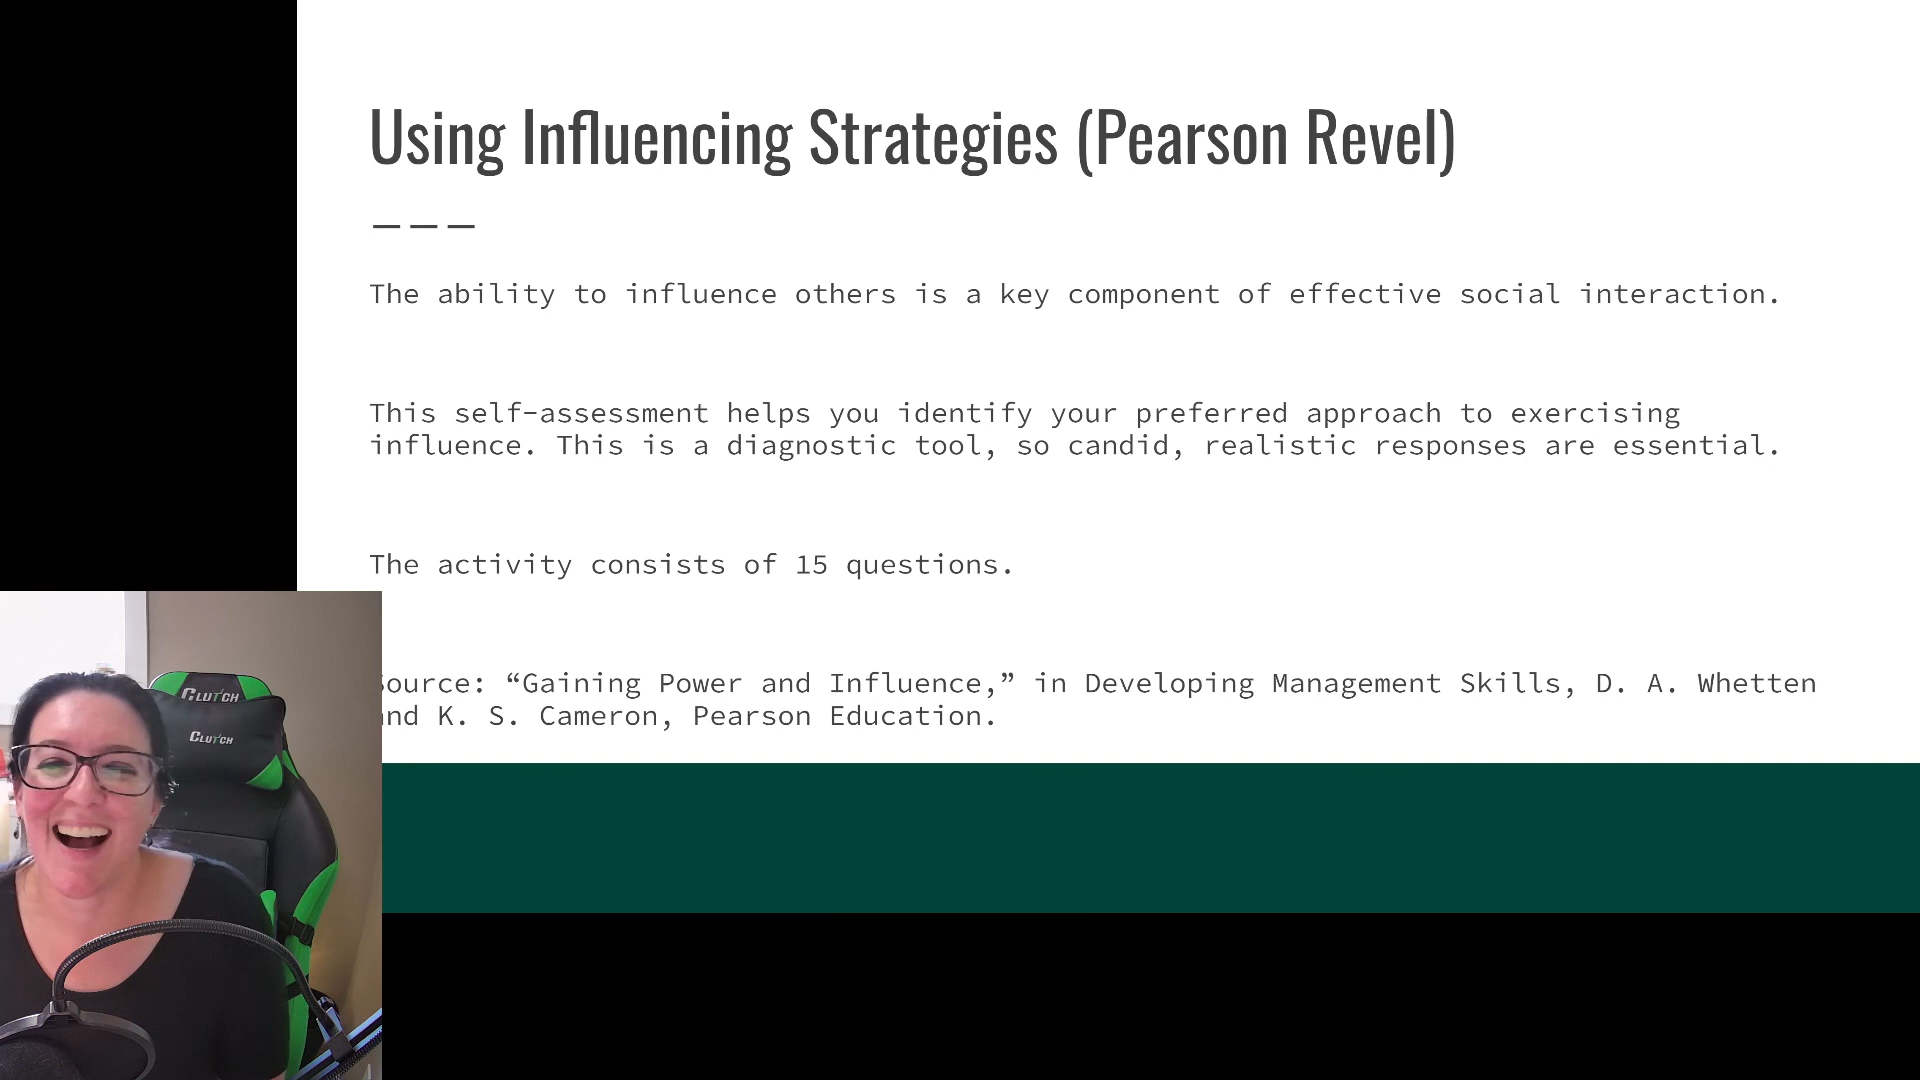 Using Influencing Strategies (Pearson Revel)
The ability to influence others is a key component of effective social interaction.
This self-assessment helps you identify your preferred approach to exercising
influence. This is a diagnostic tool, so candid, realistic responses are essential.
The activity consists of 15 questions.
Source: “Gaining Power and Influence,” in Developing Management Skills, D. A. Whetten
and K. S. Cameron, Pearson Education.
CLUTCH
CLUTCH